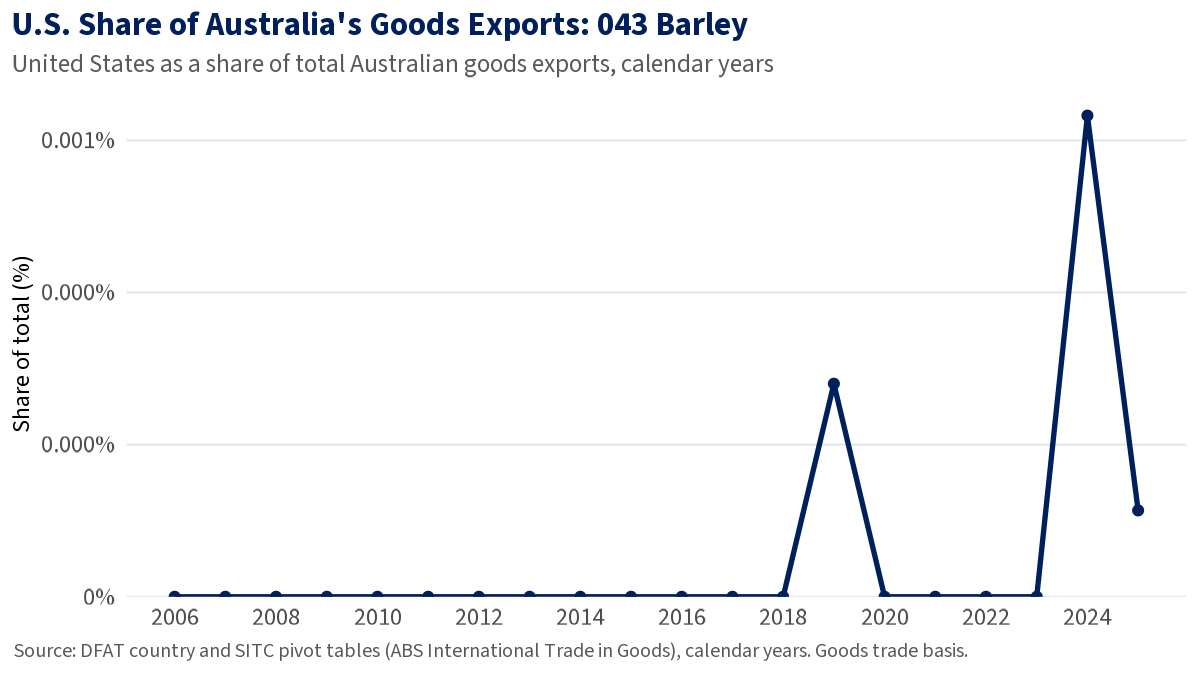 U.S. Share of Australia's Goods Exports: 043 Barley
United States as a share of total Australian goods exports, calendar years
Share of total (%)
0.001%
0.000%
0.000%
0%
2006 2008 2010 2012 2014 2016 2018 2020 2022 2024
Source: DFAT country and SITC pivot tables (ABS International Trade in Goods), calendar years. Goods trade basis.